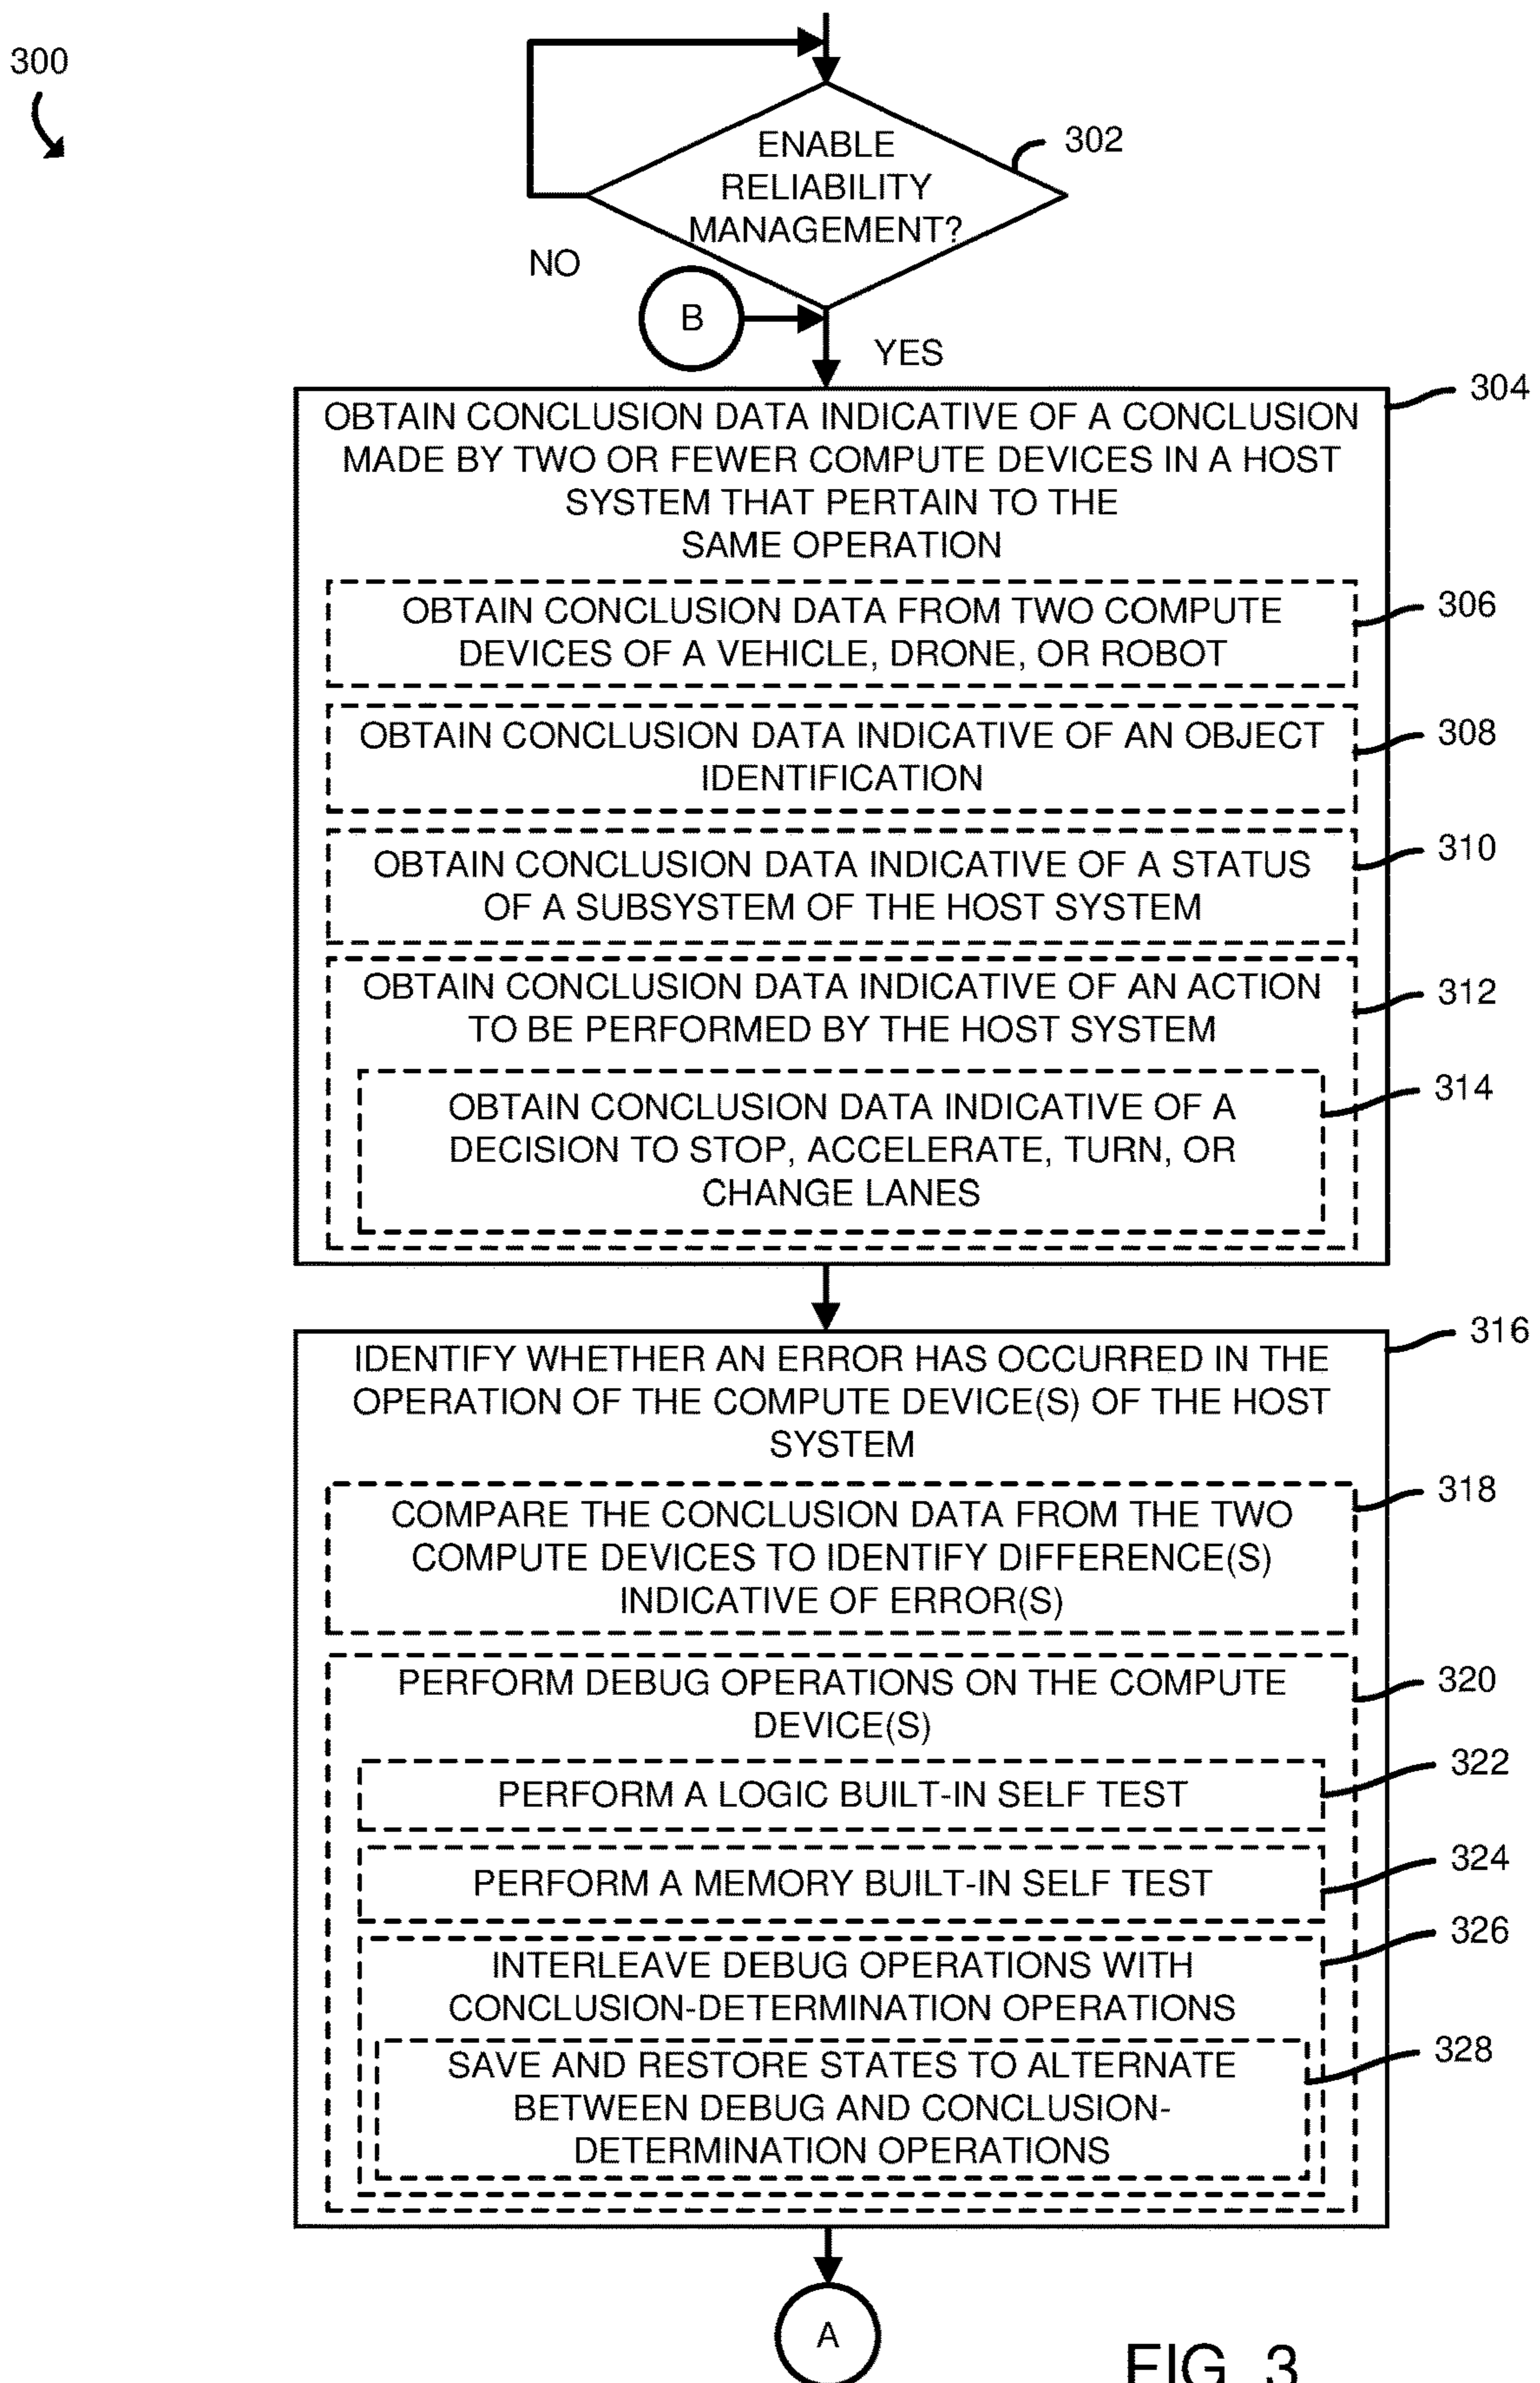 300
ENABLE
RELIABILITY
MANAGEMENT?
302
NO
B
YES
304
OBTAIN CONCLUSION DATA INDICATIVE OF A CONCLUSION
MADE BY TWO OR FEWER COMPUTE DEVICES IN A HOST
SYSTEM THAT PERTAIN TO THE
SAME OPERATION
306
OBTAIN CONCLUSION DATA FROM TWO COMPUTE
DEVICES OF A VEHICLE, DRONE, OR ROBOT
308
OBTAIN CONCLUSION DATA INDICATIVE OF AN OBJECT
IDENTIFICATION
310
OBTAIN CONCLUSION DATA INDICATIVE OF A STATUS
OF A SUBSYSTEM OF THE HOST SYSTEM
312
OBTAIN CONCLUSION DATA INDICATIVE OF AN ACTION
TO BE PERFORMED BY THE HOST SYSTEM
314
OBTAIN CONCLUSION DATA INDICATIVE OF A
DECISION TO STOP, ACCELERATE, TURN, OR
CHANGE LANES
316
IDENTIFY WHETHER AN ERROR HAS OCCURRED IN THE
OPERATION OF THE COMPUTE DEVICE(S) OF THE HOST
SYSTEM
318
COMPARE THE CONCLUSION DATA FROM THE TWO
COMPUTE DEVICES TO IDENTIFY DIFFERENCE(S)
INDICATIVE OF ERROR(S)
320
PERFORM DEBUG OPERATIONS ON THE COMPUTE
DEVICE(S)
322
PERFORM A LOGIC BUILT-IN SELF TEST
324
PERFORM A MEMORY BUILT-IN SELF TEST
326
INTERLEAVE DEBUG OPERATIONS WITH
CONCLUSION-DETERMINATION OPERATIONS
328
SAVE AND RESTORE STATES TO ALTERNATE
BETWEEN DEBUG AND CONCLUSION-
DETERMINATION OPERATIONS
A
FIG. 3